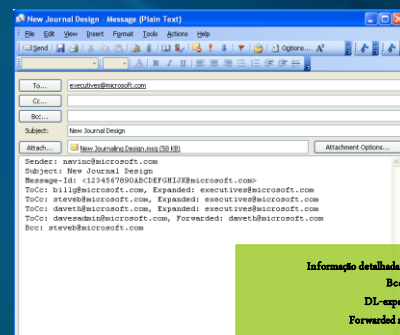 New Journal Design - Message (Plain Text)
File Edit View Insert Format Tools Actions Help
Send Options...
To... executives@microsoft.com
Cc...
Bcc...
Subject: New Journal Design
Attach... New Journaling Design.msg (58 KB) Attachment Options...
Sender: navinc@microsoft.com
Subject: New Journal Design
Message-Id: <1234567890ABCDEFGHIJK@microsoft.com>
ToCc: billg@microsoft.com, Expanded: executives@microsoft.com
ToCc: steveb@microsoft.com, Expanded: executives@microsoft.com
ToCc: daveth@microsoft.com, Expanded: executives@microsoft.com
ToCc: davesadmin@microsoft.com, Forwarded: daveth@microsoft.com
Bcc: steveb@microsoft.com
Informação detalhada
Bcc
DL-expa
Forwarded